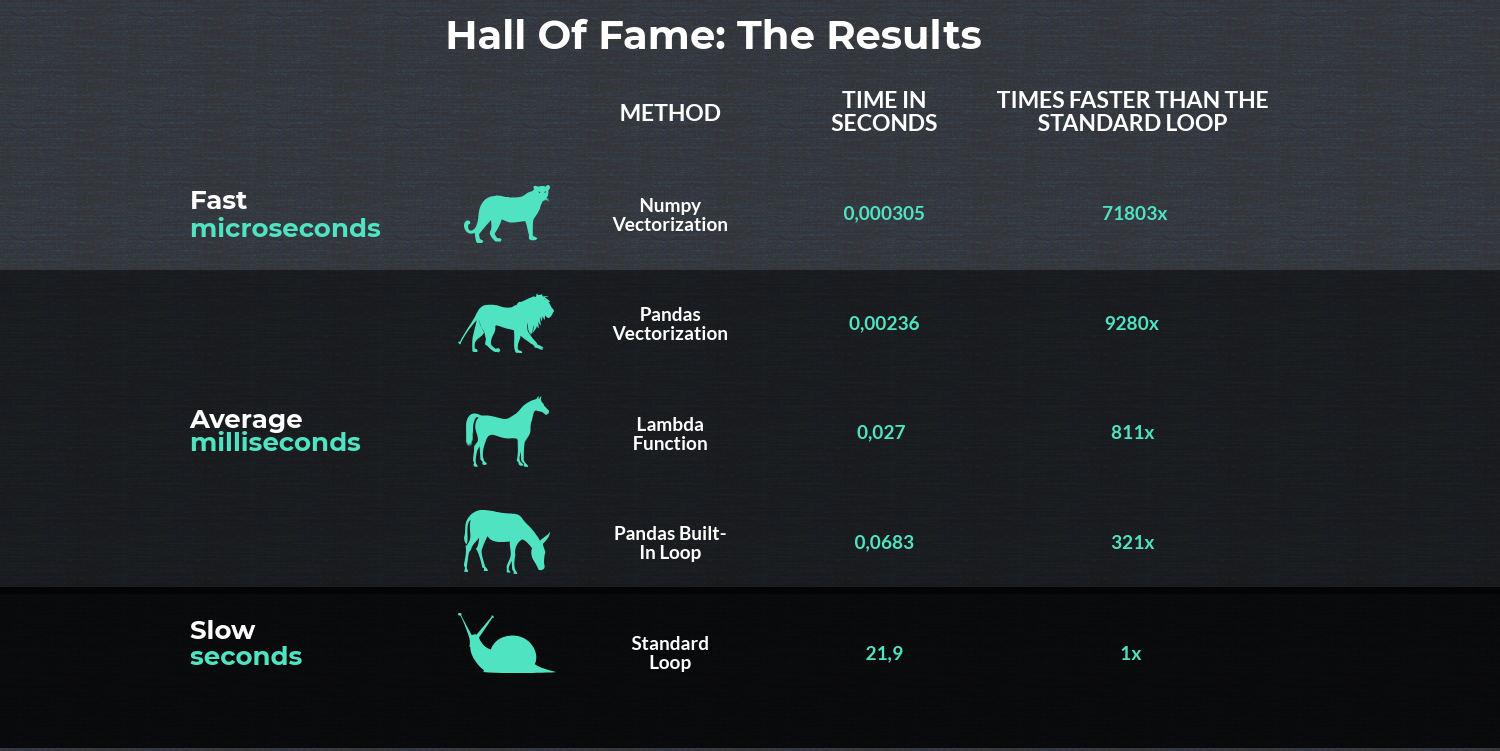 Hall Of Fame: The Results
METHOD
TIME IN
SECONDS
TIMES FASTER THAN THE
STANDARD LOOP
Fast
microseconds
Numpy
Vectorization
0,000305
71803x
Pandas
Vectorization
0,00236
9280x
Average
milliseconds
Lambda
Function
0,027
811x
Pandas Built-
In Loop
0,0683
321x
Slow
seconds
Standard
Loop
21,9
1x